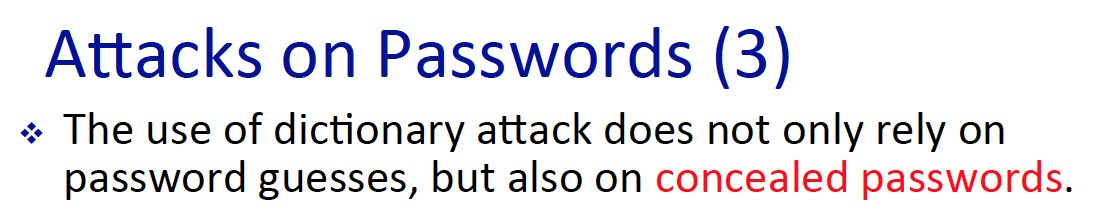 Attacks on Passwords (3)
❖ The use of dictionary attack does not only rely on
password guesses, but also on concealed passwords.